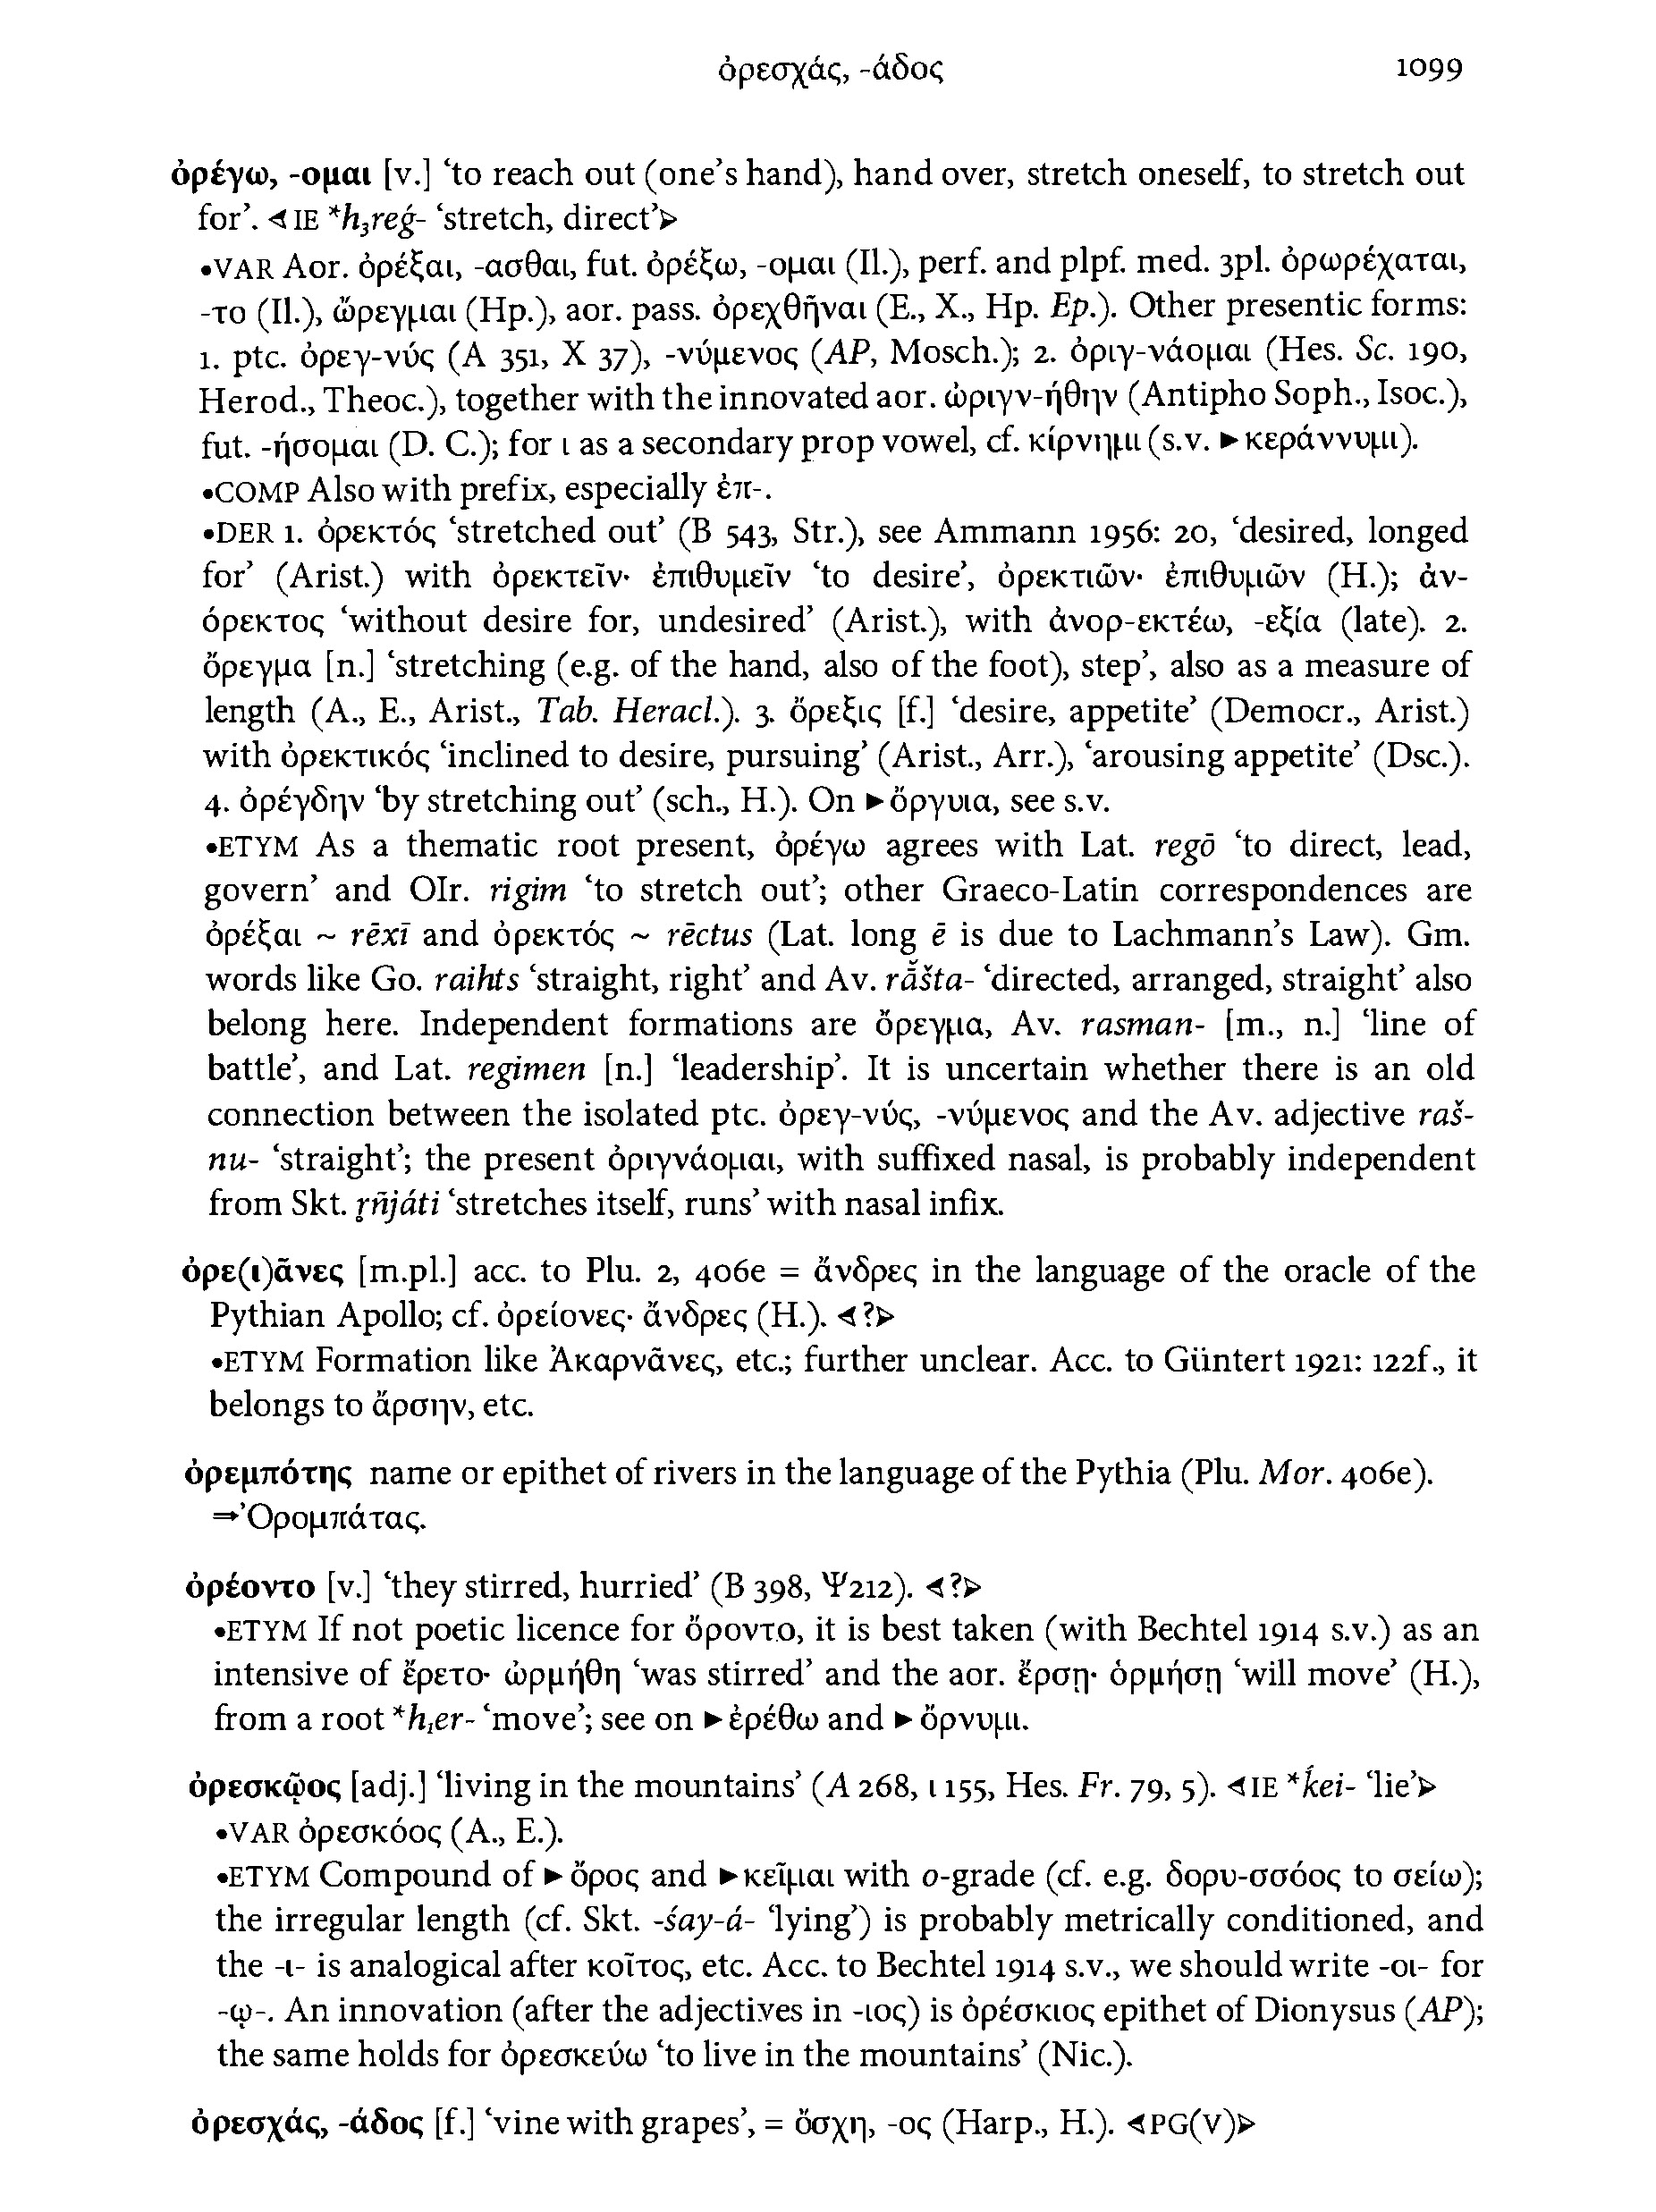 ὀρεσχάς, -άδος 1099
ὀρέγω, -ομαι [v.] ‘to reach out (one’s hand), hand over, stretch oneself, to stretch out
for’. ⊲ IE *h₃reǵ- ‘stretch, direct’⊳
•VAR Aor. ὀρέξαι, -ασθαι, fut. ὀρέξω, -ομαι (Il.), perf. and plpf. med. 3pl. ὀρωρέχαται,
-το (Il.), ὤρεγμαι (Hp.), aor. pass. ὀρεχθῆναι (E., X., Hp. Ep.). Other presentic forms:
1. ptc. ὀρεγ-νύς (Α 351, Χ 37), -νύμενος (AP, Mosch.); 2. ὀριγ-νάομαι (Hes. Sc. 190,
Herod., Theoc.), together with the innovated aor. ὠριγν-ήθην (Antipho Soph., Isoc.),
fut. -ήσομαι (D. C.); for ι as a secondary prop vowel, cf. κίρνημι (s.v. ►κεράννυμι).
•COMP Also with prefix, especially ἐπ-.
•DER 1. ὀρεκτός ‘stretched out’ (Β 543, Str.), see Ammann 1956: 20, ‘desired, longed
for’ (Arist.) with ὀρεκτεῖν· ἐπιθυμεῖν ‘to desire’, ὀρεκτιῶν· ἐπιθυμῶν (H.); ἀν-
όρεκτος ‘without desire for, undesired’ (Arist.), with ἀνορ-εκτέω, -εξία (late). 2.
ὄρεγμα [n.] ‘stretching (e.g. of the hand, also of the foot), step’, also as a measure of
length (A., E., Arist., Tab. Heracl.). 3. ὄρεξις [f.] ‘desire, appetite’ (Democr., Arist.)
with ὀρεκτικός ‘inclined to desire, pursuing’ (Arist., Arr.), ‘arousing appetite’ (Dsc.).
4. ὀρέγδην ‘by stretching out’ (sch., H.). On ►ὄργυια, see s.v.
•ETYM As a thematic root present, ὀρέγω agrees with Lat. regō ‘to direct, lead,
govern’ and OIr. rigim ‘to stretch out’; other Graeco-Latin correspondences are
ὀρέξαι ~ rēxī and ὀρεκτός ~ rēctus (Lat. long ē is due to Lachmann’s Law). Gm.
words like Go. raihts ‘straight, right’ and Av. rā̆šta- ‘directed, arranged, straight’ also
belong here. Independent formations are ὄρεγμα, Av. rasman- [m., n.] ‘line of
battle’, and Lat. regimen [n.] ‘leadership’. It is uncertain whether there is an old
connection between the isolated ptc. ὀρεγ-νύς, -νύμενος and the Av. adjective raš-
nu- ‘straight’; the present ὀριγνάομαι, with suffixed nasal, is probably independent
from Skt. r̥ñjáti ‘stretches itself, runs’ with nasal infix.
ὀρε(ι)ᾶνες [m.pl.] acc. to Plu. 2, 406e = ἄνδρες in the language of the oracle of the
Pythian Apollo; cf. ὀρείονες· ἄνδρες (H.). ⊲?⊳
•ETYM Formation like Ἀκαρνᾶνες, etc.; further unclear. Acc. to Güntert 1921: 122f., it
belongs to ἄρσην, etc.
ὀρεμπότης name or epithet of rivers in the language of the Pythia (Plu. Mor. 406e).
⇒Ὀρομπάτας.
ὀρέοντο [v.] ‘they stirred, hurried’ (Β 398, Ψ212). ⊲?⊳
•ETYM If not poetic licence for ὄροντο, it is best taken (with Bechtel 1914 s.v.) as an
intensive of ἔρετο· ὡρμήθη ‘was stirred’ and the aor. ἔρσῃ· ὁρμήσῃ ‘will move’ (H.),
from a root *h₁er- ‘move’; see on ►ἐρέθω and ►ὄρνυμι.
ὀρεσκῷος [adj.] ‘living in the mountains’ (A 268, ι 155, Hes. Fr. 79, 5). ⊲IE *ḱei- ‘lie’⊳
•VAR ὀρεσκόος (A., E.).
•ETYM Compound of ►ὄρος and ►κεῖμαι with o-grade (cf. e.g. δορυ-σσόος to σείω);
the irregular length (cf. Skt. -śay-á- ‘lying’) is probably metrically conditioned, and
the -ι- is analogical after κοῖτος, etc. Acc. to Bechtel 1914 s.v., we should write -οι- for
-ῳ-. An innovation (after the adjectives in -ιος) is ὀρέσκιος epithet of Dionysus (AP);
the same holds for ὀρεσκεύω ‘to live in the mountains’ (Nic.).
ὀρεσχάς, -άδος [f.] ‘vine with grapes’, = ὄσχη, -ος (Harp., H.). ⊲PG(V)⊳